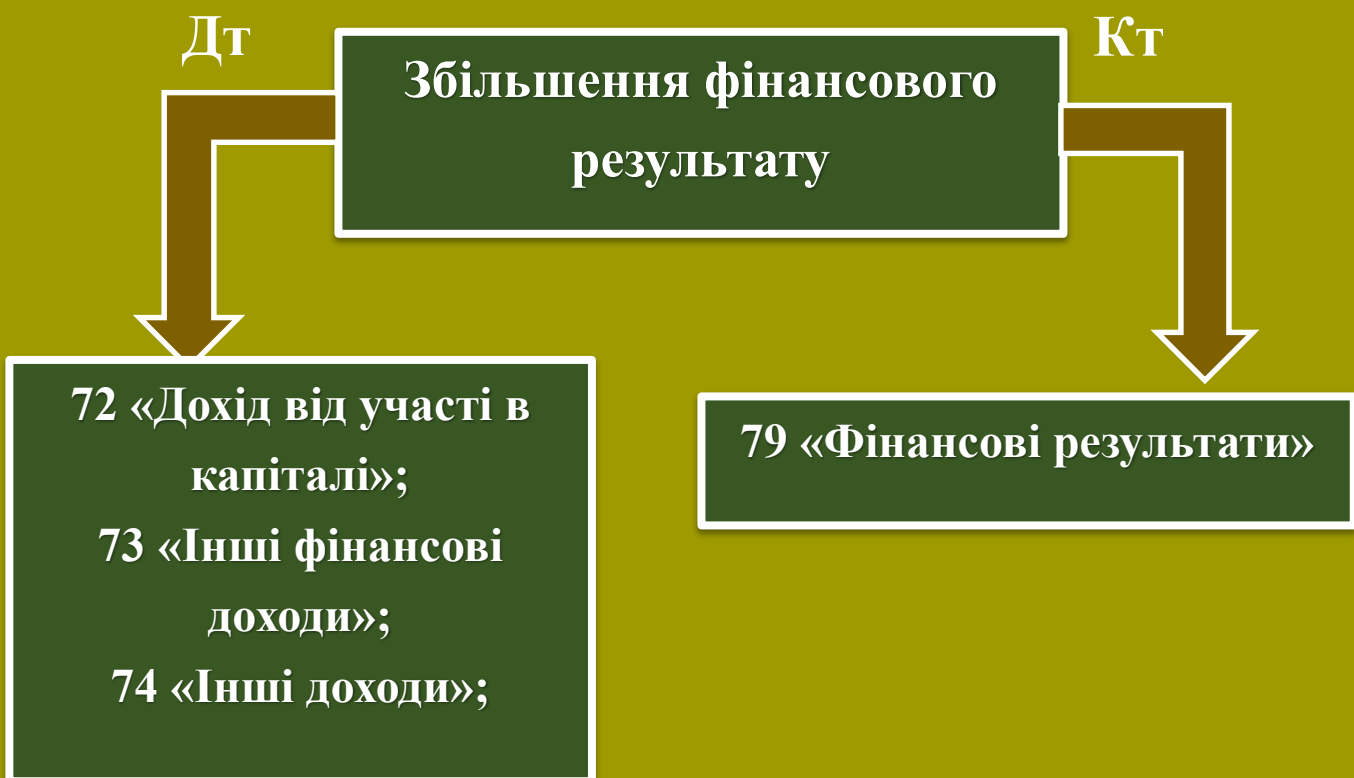 Дт
Збільшення фінансового
результату
Кт
72 «Дохід від участі в
капіталі»;
73 «Інші фінансові
доходи»;
74 «Інші доходи»;
79 «Фінансові результати»